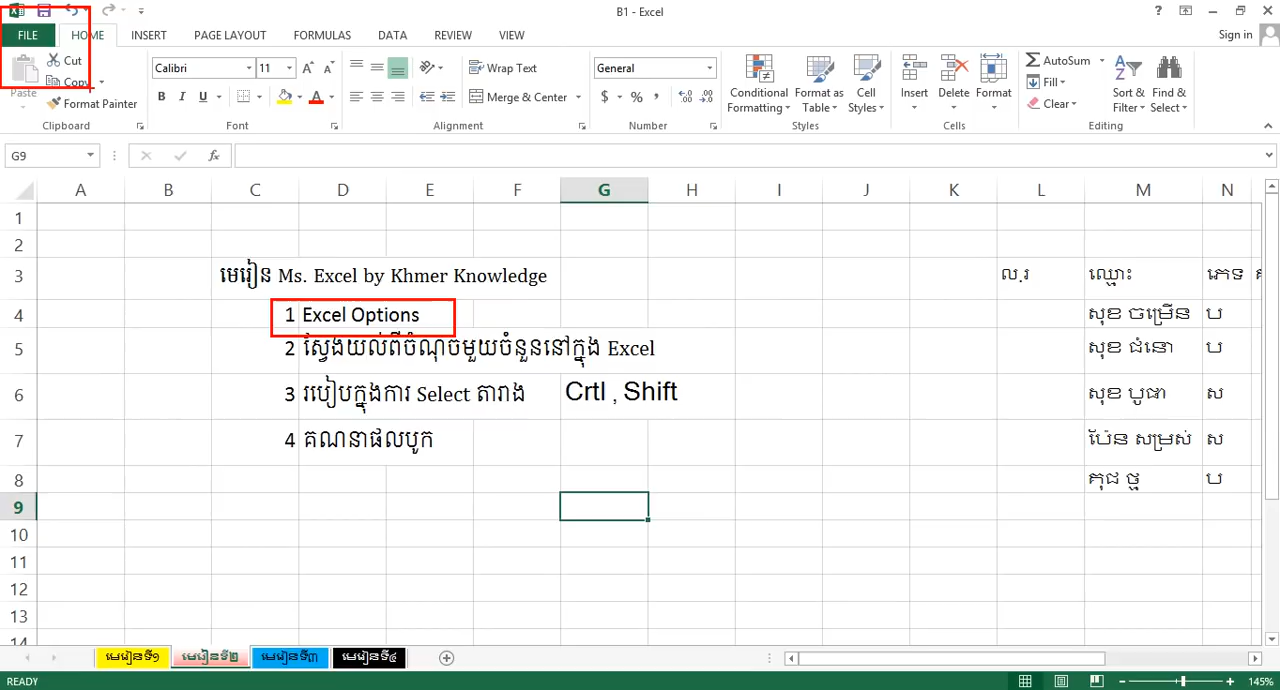 B1 - Excel
FILE HOME INSERT PAGE LAYOUT FORMULAS DATA REVIEW VIEW Sign in
Cut
Copy
Paste
Format Painter
Calibri 11
B I U
Wrap Text
Merge & Center
General
$ % ,
Conditional Formatting
Format as Table
Cell Styles
Insert Delete Format
AutoSum
Fill
Clear
Sort & Filter
Find & Select
Clipboard Font Alignment Number Styles Cells Editing
G9 fx
A B C D E F G H I J K L M N
1
2
3 មេរៀន Ms. Excel by Khmer Knowledge ល.រ ឈ្មោះ ភេទ
4 1 Excel Options សុខ ចម្រើន ប
5 2 ស្វែងយល់ពីចំណុចមួយចំនួននៅក្នុង Excel សុខ ជំនោ ប
6 3 របៀបក្នុងការ Select តារាង Crtl , Shift សុខ បូផា ស
7 4 គណនាផលបូក ប៉ែន សម្រស់ ស
8 កុជ ថ្ម ប
9
10
11
12
13
14
មេរៀនទី១ មេរៀនទី២ មេរៀនទី៣ មេរៀនទី៤
READY 145%